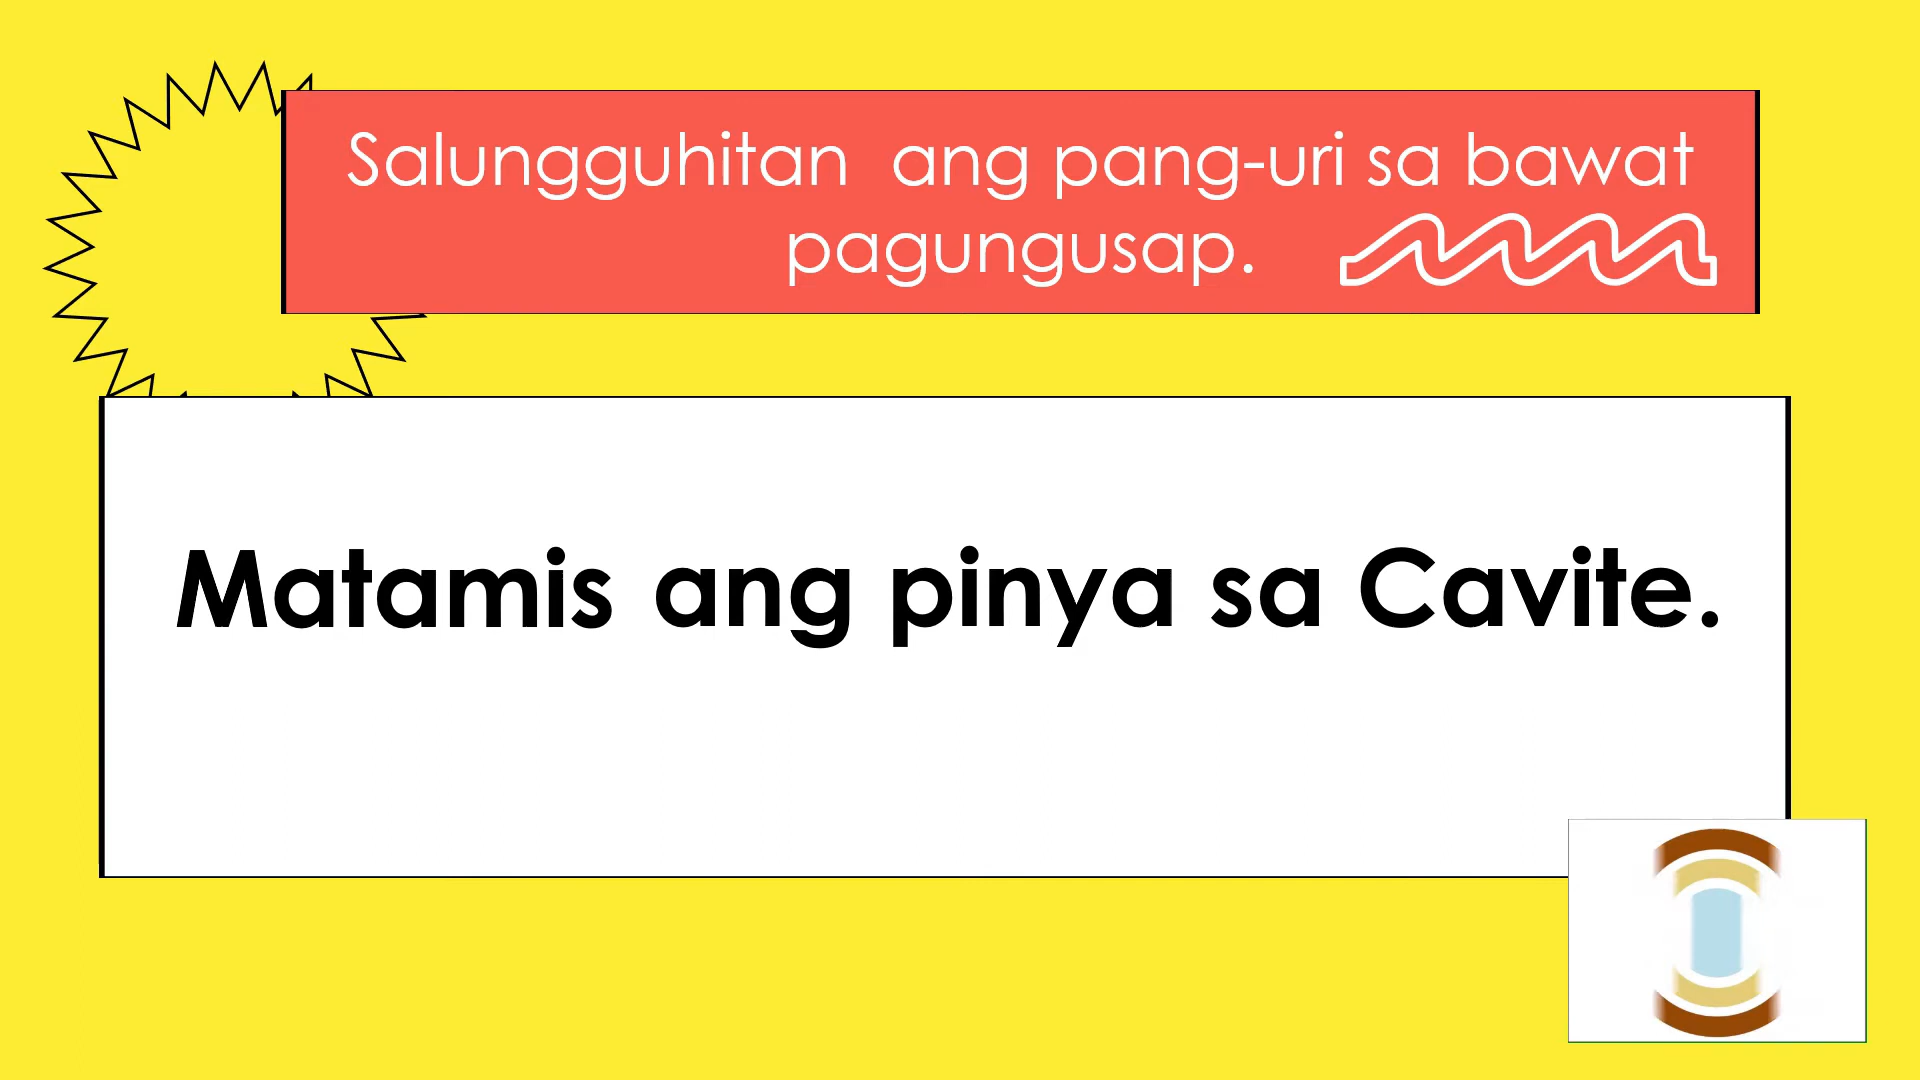 Salungguhitan ang pang-uri sa bawat
pagungusap.
Matamis ang pinya sa Cavite.